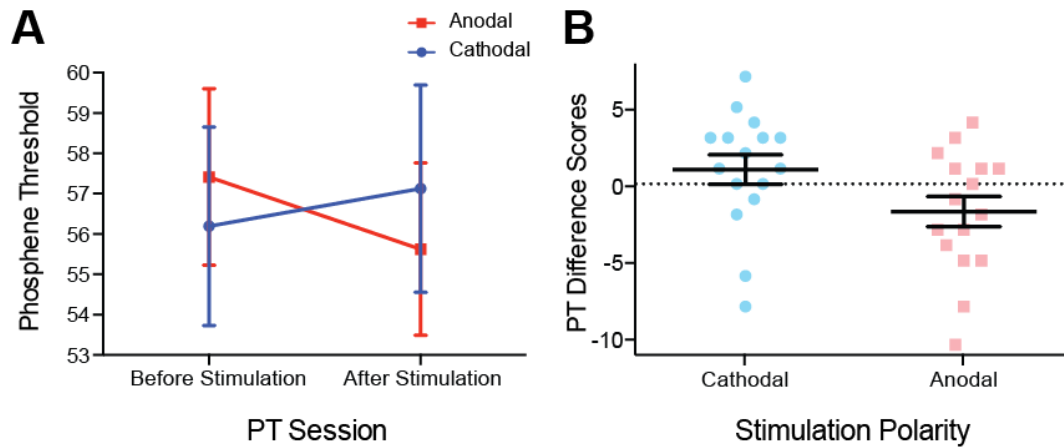 A
Anodal
Cathodal
Phosphene Threshold
60
59
58
57
56
55
54
53
Before Stimulation
After Stimulation
PT Session
B
PT Difference Scores
5
0
-5
-10
Cathodal
Anodal
Stimulation Polarity